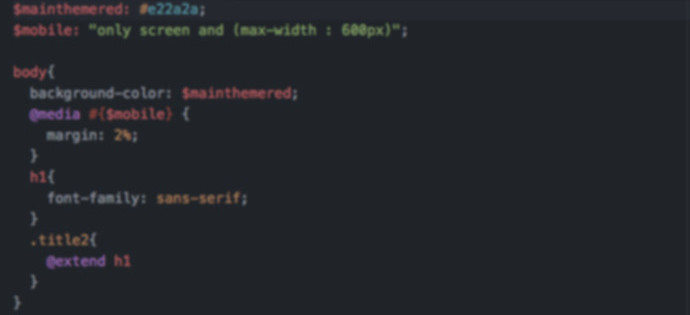 $mainthemered: #e22a2a;
$mobile: "only screen and (max-width : 600px)";
body{
background-color: $mainthemered;
@media #{$mobile} {
margin: 2%;
}
h1{
font-family: sans-serif;
}
.title2{
@extend h1
}
}